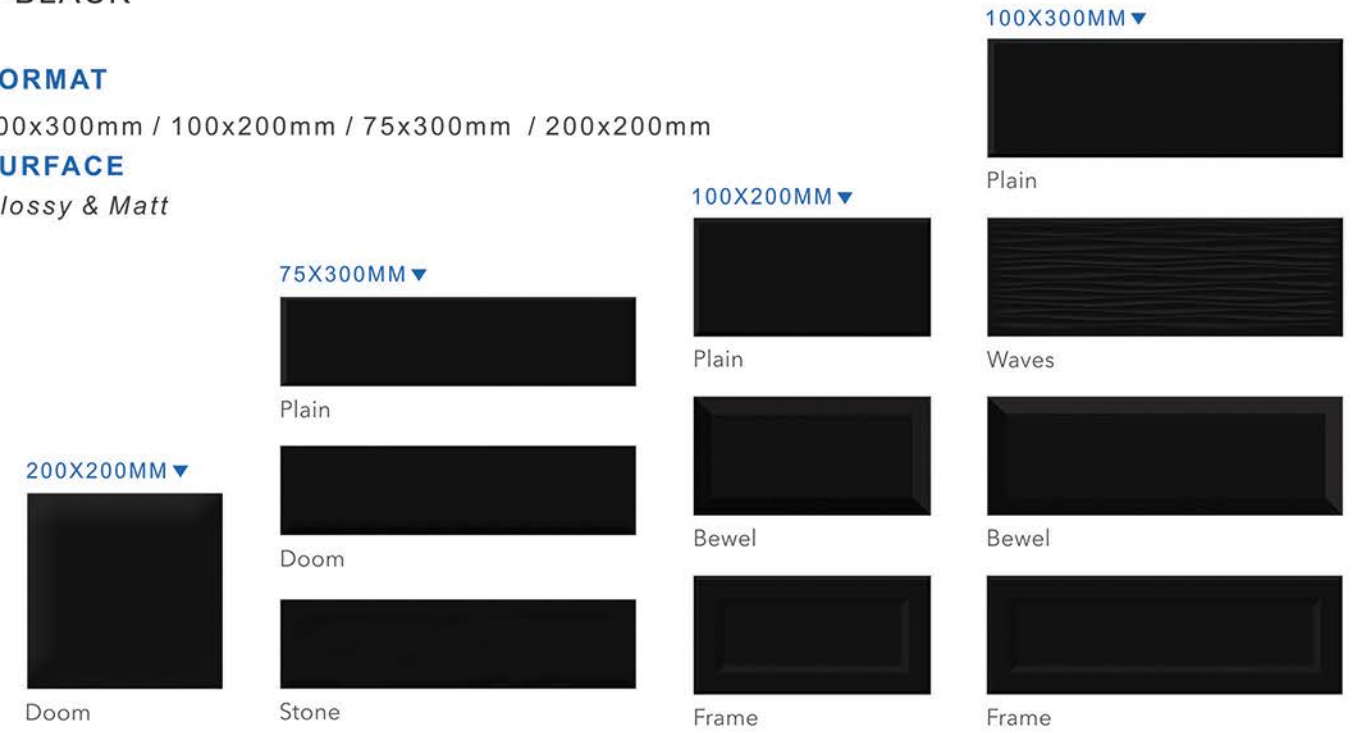 BLACK
ORMAT
00x300mm / 100x200mm / 75x300mm / 200x200mm
URFACE
lossy & Matt
200X200MM▼
Doom
75X300MM▼
Plain
Doom
Stone
100X200MM▼
Plain
Bewel
Frame
100X300MM▼
Plain
Waves
Bewel
Frame